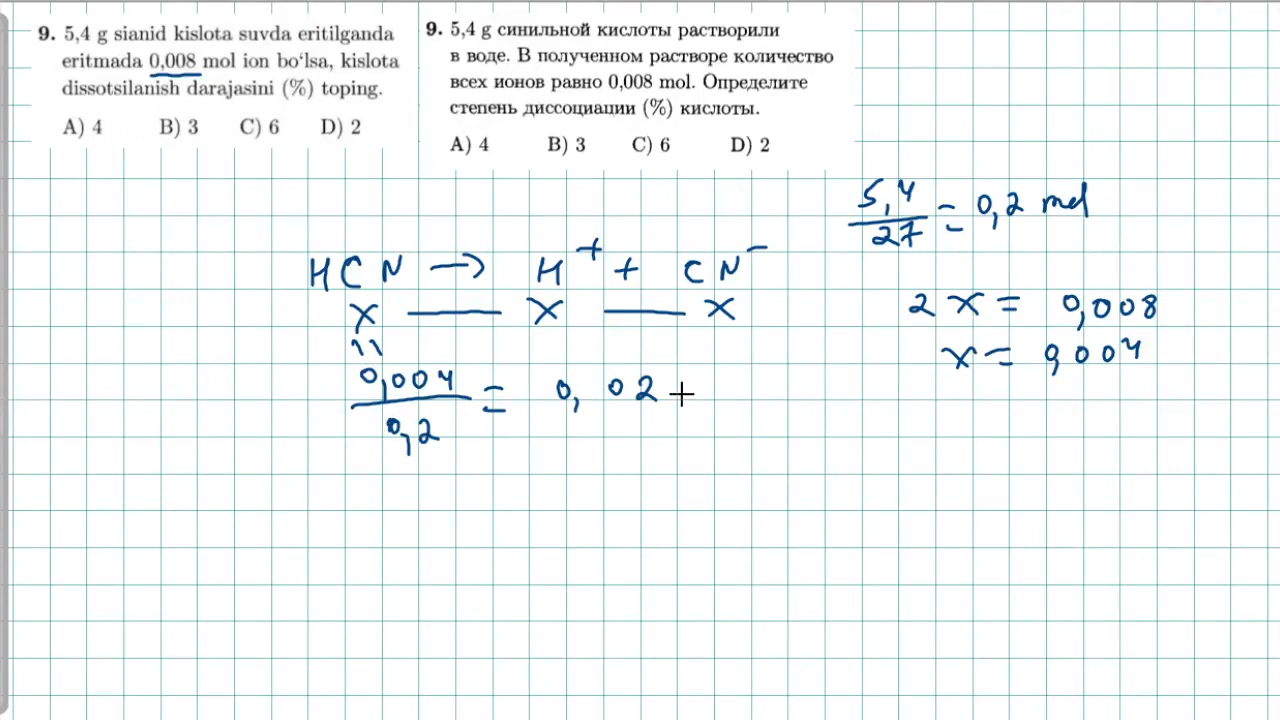 9. 5,4 g sianid kislota suvda eritilganda
eritmada 0,008 mol ion bo‘lsa, kislota
dissotsilanish darajasini (%) toping.
A) 4 B) 3 C) 6 D) 2
9. 5,4 g синильной кислоты растворили
в воде. В полученном растворе количество
всех ионов равно 0,008 mol. Определите
степень диссоциации (%) кислоты.
A) 4 B) 3 C) 6 D) 2
5,4/27 = 0,2 mol
HCN → H⁺ + CN⁻
x — x — x
0,004/0,2 = 0,02
2x = 0,008
x = 0,004